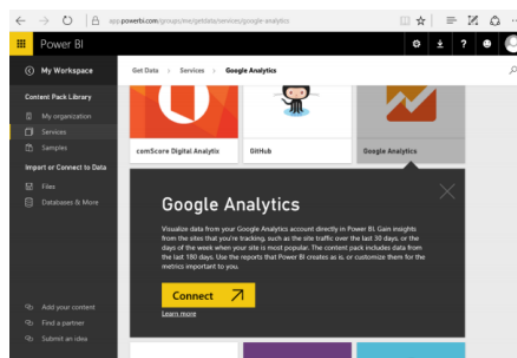 app.powerbi.com/groups/me/getdata/services/google-analytics
Power BI
My Workspace
Get Data > Services > Google Analytics
Content Pack Library
My organization
Services
Samples
Import or Connect to Data
Files
Databases & More
Add your content
Find a partner
Submit an idea
comScore Digital Analytix
GitHub
Google Analytics
Google Analytics
Visualize data from your Google Analytics account directly in Power BI. Gain insights
from the sites that you're tracking, such as the site traffic over the last 30 days, or the
days of the week when your site is most popular. The content pack includes data from
the last 180 days. Use the reports that Power BI creates as is, or customize them for the
metrics important to you.
Connect
Learn more